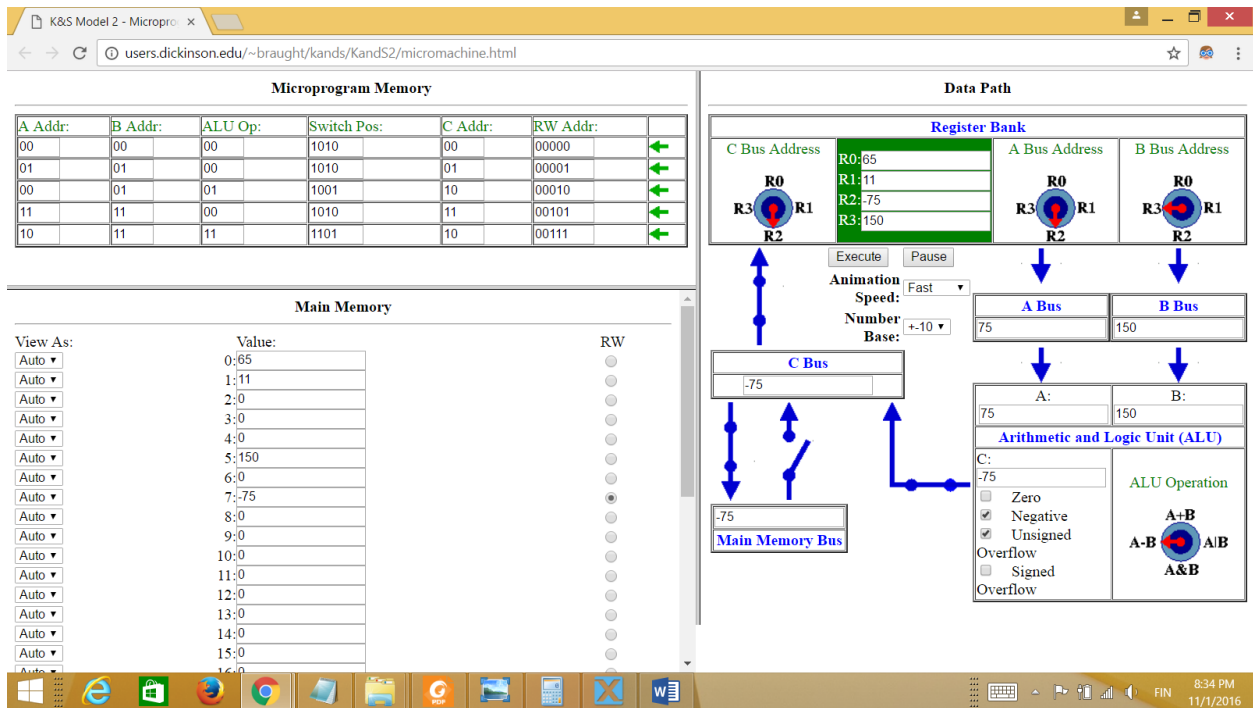 K&S Model 2 - Micropro
users.dickinson.edu/~braught/kands/KandS2/micromachine.html
Microprogram Memory
A Addr: B Addr: ALU Op: Switch Pos: C Addr: RW Addr:
00 00 00 1010 00 00000
01 01 00 1010 01 00001
00 01 01 1001 10 00010
11 11 00 1010 11 00101
10 11 11 1101 10 00111
Main Memory
View As: Value: RW
Auto 0: 65
Auto 1: 11
Auto 2: 0
Auto 3: 0
Auto 4: 0
Auto 5: 150
Auto 6: 0
Auto 7: -75
Auto 8: 0
Auto 9: 0
Auto 10: 0
Auto 11: 0
Auto 12: 0
Auto 13: 0
Auto 14: 0
Auto 15: 0
Auto 16: 0
Data Path
Register Bank
C Bus Address
R0
R3 R1
R2
R0: 65
R1: 11
R2: -75
R3: 150
A Bus Address
R0
R3 R1
R2
B Bus Address
R0
R3 R1
R2
Execute Pause
Animation
Speed: Fast
Number
Base: +-10
A Bus
75
B Bus
150
C Bus
-75
A:
75
B:
150
Arithmetic and Logic Unit (ALU)
C:
-75
Zero
Negative
Unsigned
Overflow
Signed
Overflow
ALU Operation
A+B
A-B A|B
A&B
-75
Main Memory Bus
PDF
FIN
8:34 PM
11/1/2016